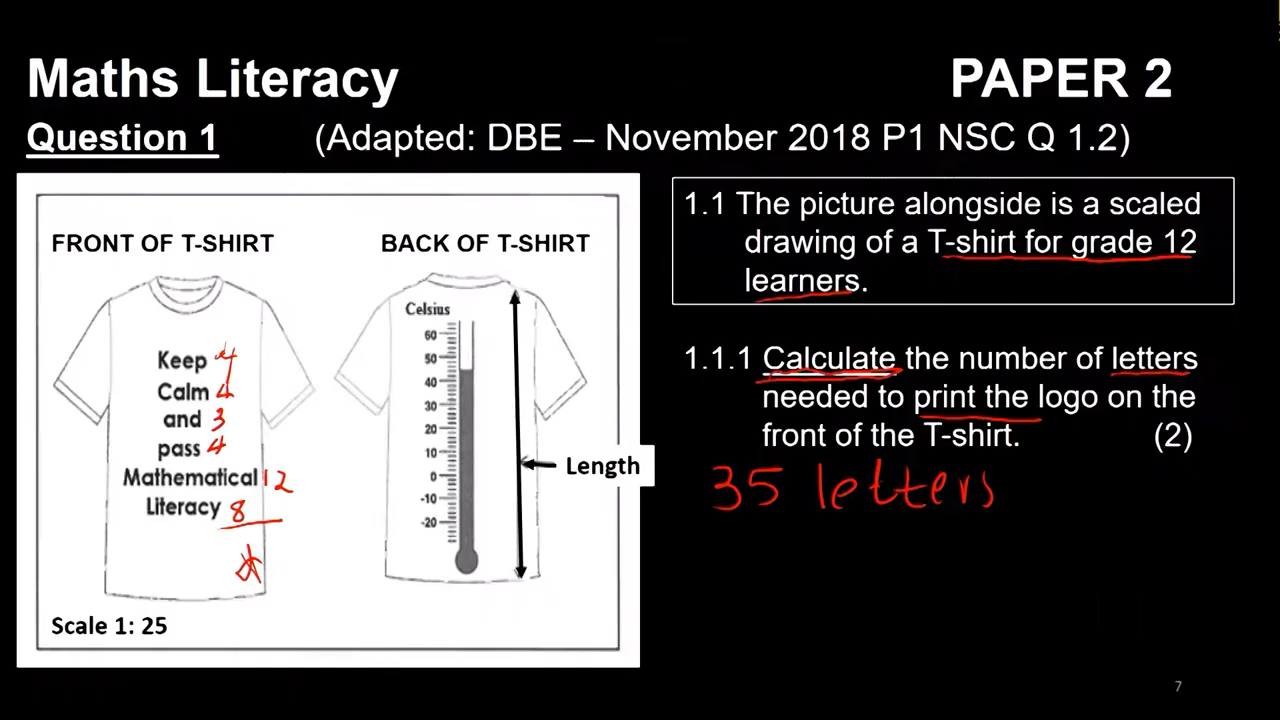 Maths Literacy PAPER 2
Question 1 (Adapted: DBE – November 2018 P1 NSC Q 1.2)
FRONT OF T-SHIRT
Keep 4
Calm 4
and 3
pass 4
Mathematical 12
Literacy 8
Scale 1: 25
BACK OF T-SHIRT
Celsius
60
50
40
30
20
10
0
-10
-20
Length
1.1 The picture alongside is a scaled
drawing of a T-shirt for grade 12
learners.
1.1.1 Calculate the number of letters
needed to print the logo on the
front of the T-shirt. (2)
35 letters
7